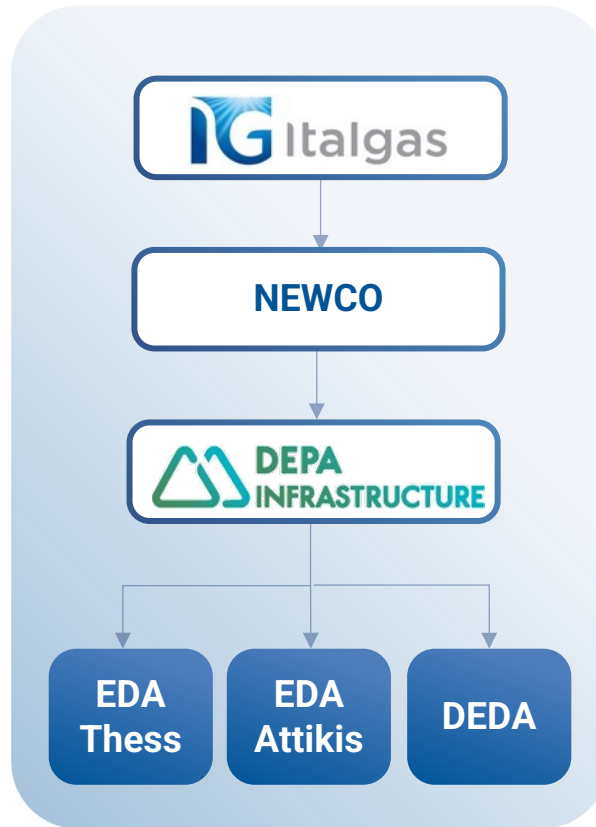 Italgas
NEWCO
DEPA
INFRASTRUCTURE
EDA
Thess
EDA
Attikis
DEDA